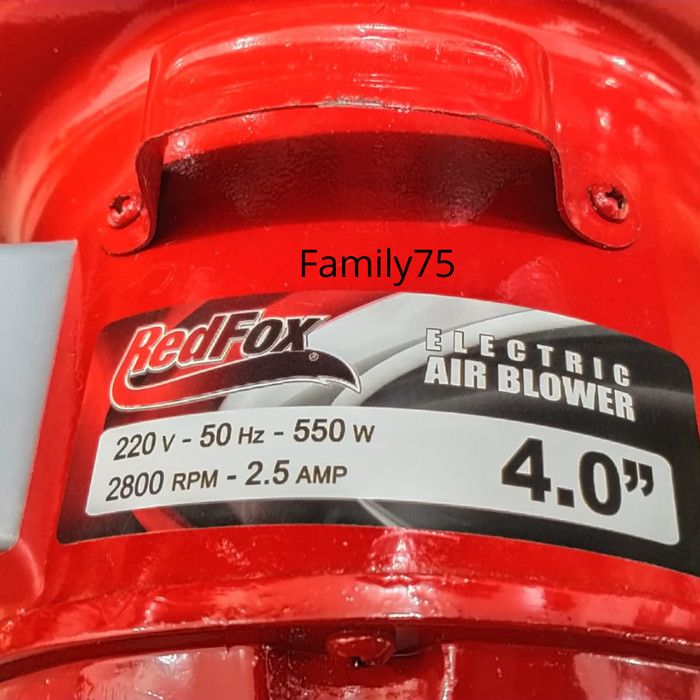 Family75
RedFox®
ELECTRIC
AIR BLOWER
220 V - 50 Hz - 550 W
2800 RPM - 2.5 AMP
4.0”